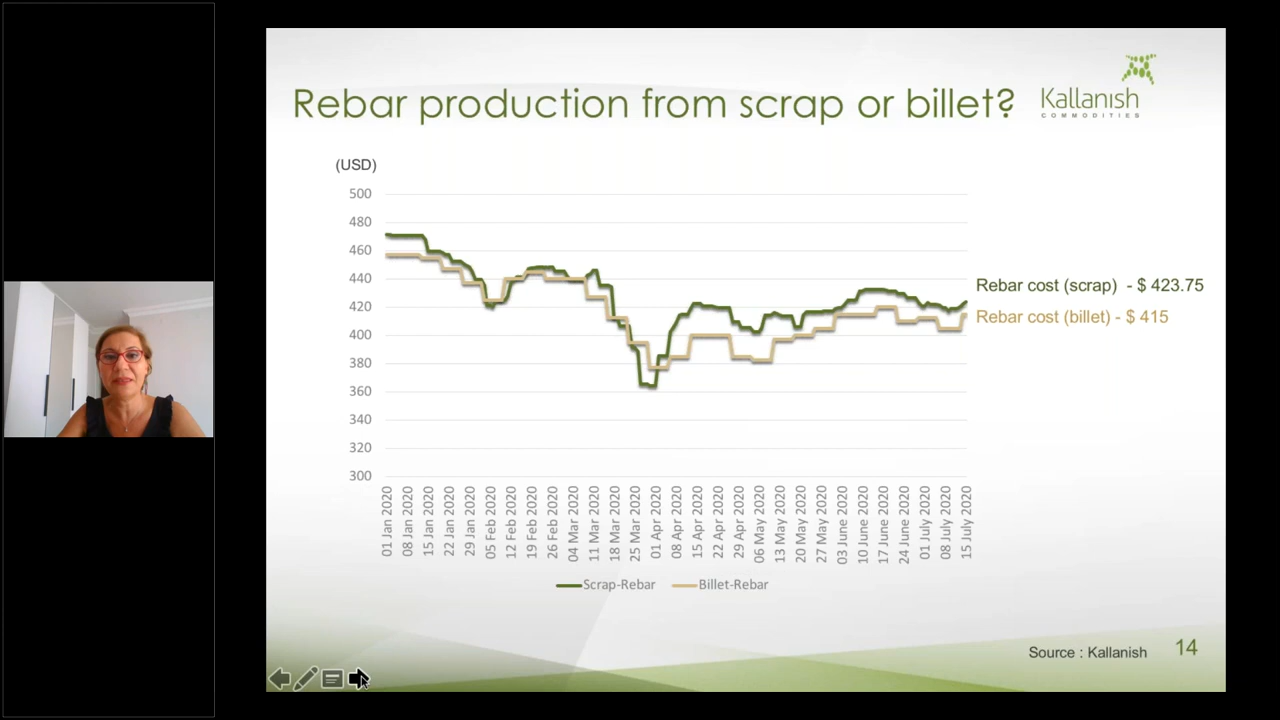 Rebar production from scrap or billet?
Kallanish
COMMODITIES
(USD)
500
480
460
440
420
400
380
360
340
320
300
Rebar cost (scrap) - $ 423.75
Rebar cost (billet) - $ 415
01 Jan 2020
08 Jan 2020
15 Jan 2020
22 Jan 2020
29 Jan 2020
05 Feb 2020
12 Feb 2020
19 Feb 2020
26 Feb 2020
04 Mar 2020
11 Mar 2020
18 Mar 2020
25 Mar 2020
01 Apr 2020
08 Apr 2020
15 Apr 2020
22 Apr 2020
29 Apr 2020
06 May 2020
13 May 2020
20 May 2020
27 May 2020
03 June 2020
10 June 2020
17 June 2020
24 June 2020
01 July 2020
08 July 2020
15 July 2020
Scrap-Rebar
Billet-Rebar
Source : Kallanish
14